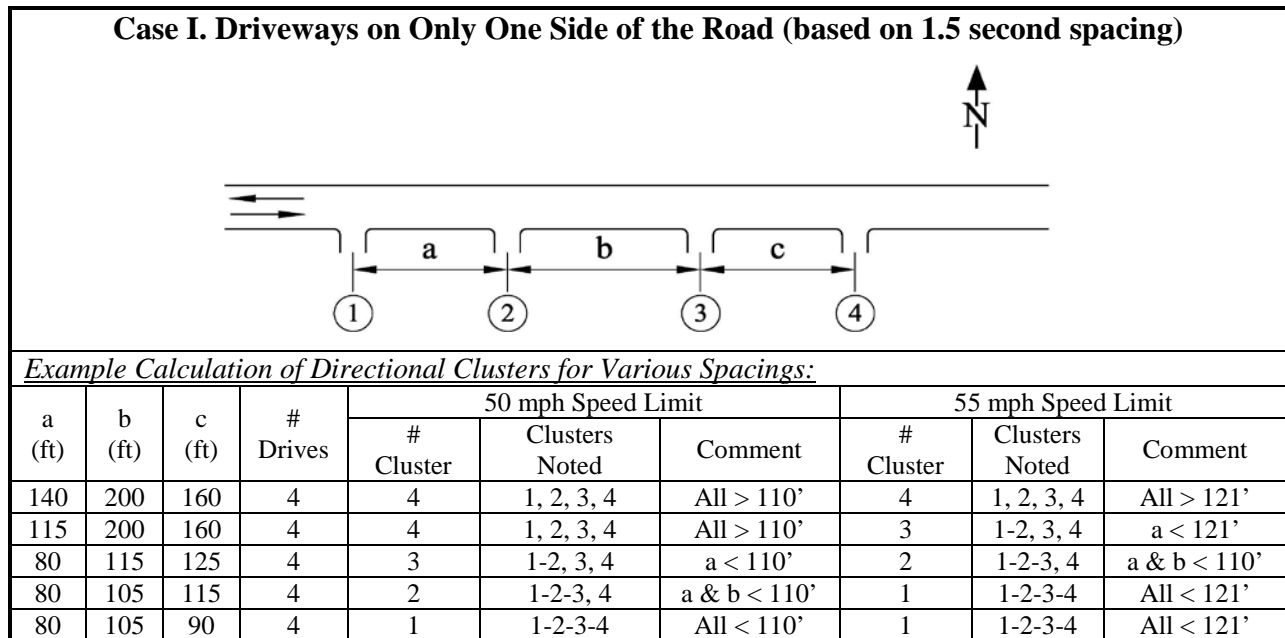 Case I. Driveways on Only One Side of the Road (based on 1.5 second spacing)
N
a b c
1 2 3 4
Example Calculation of Directional Clusters for Various Spacings:
a (ft) b (ft) c (ft) # Drives 50 mph Speed Limit 55 mph Speed Limit
# Cluster Clusters Noted Comment # Cluster Clusters Noted Comment
140 200 160 4 4 1, 2, 3, 4 All > 110’ 4 1, 2, 3, 4 All > 121’
115 200 160 4 4 1, 2, 3, 4 All > 110’ 3 1-2, 3, 4 a < 121’
80 115 125 4 3 1-2, 3, 4 a < 110’ 2 1-2-3, 4 a & b < 110’
80 105 115 4 2 1-2-3, 4 a & b < 110’ 1 1-2-3-4 All < 121’
80 105 90 4 1 1-2-3-4 All < 110’ 1 1-2-3-4 All < 121’